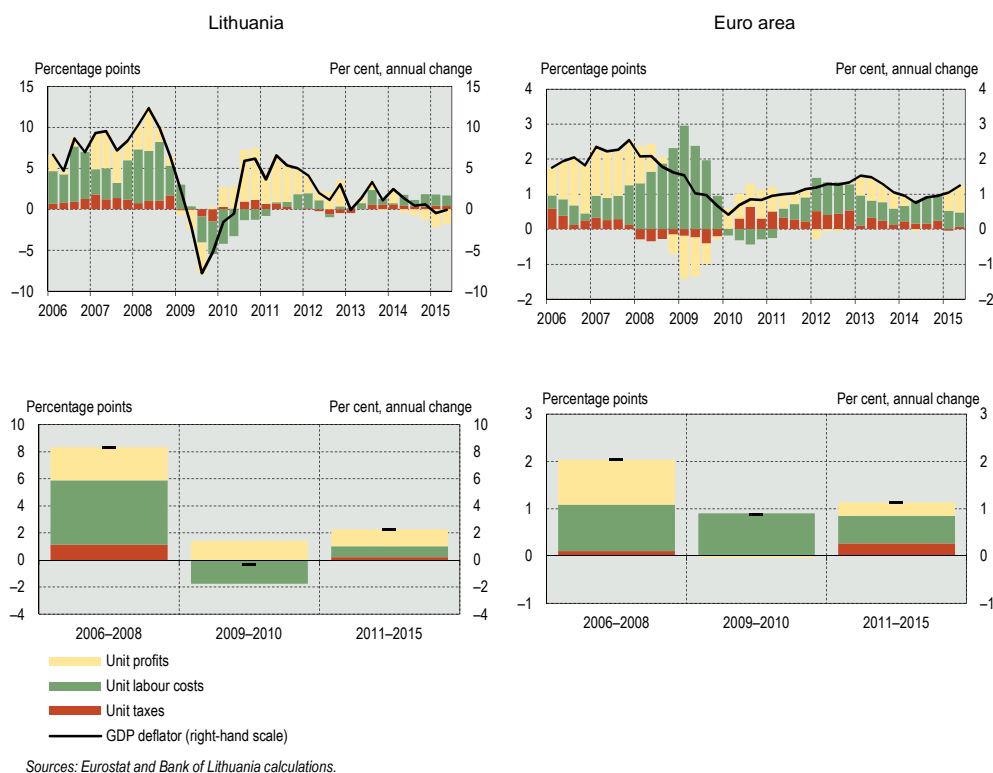 Lithuania
Euro area
Percentage points
Per cent, annual change
15
10
5
0
–5
–10
15
10
5
0
–5
–10
2006 2007 2008 2009 2010 2011 2012 2013 2014 2015
Percentage points
Per cent, annual change
4
3
2
1
0
–1
–2
4
3
2
1
0
–1
–2
2006 2007 2008 2009 2010 2011 2012 2013 2014 2015
Percentage points
Per cent, annual change
10
8
6
4
2
0
–2
–4
10
8
6
4
2
0
–2
–4
2006–2008 2009–2010 2011–2015
Percentage points
Per cent, annual change
3
2
1
0
–1
3
2
1
0
–1
2006–2008 2009–2010 2011–2015
Unit profits
Unit labour costs
Unit taxes
GDP deflator (right-hand scale)
Sources: Eurostat and Bank of Lithuania calculations.